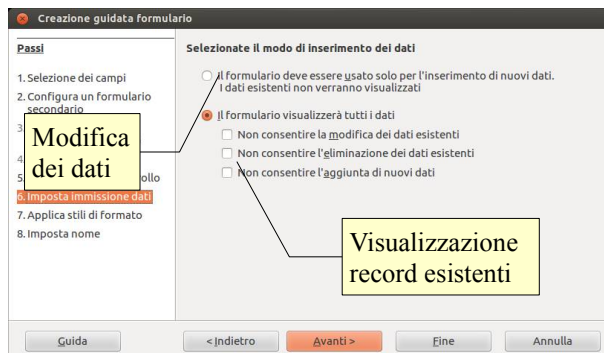 Creazione guidata formulario
Passi
Selezionate il modo di inserimento dei dati
1. Selezione dei campi
2. Configura un formulario
secondario
3.
4.
5. ollo
6. Imposta immissione dati
7. Applica stili di formato
8. Imposta nome
Il formulario deve essere usato solo per l'inserimento di nuovi dati.
I dati esistenti non verranno visualizzati
Il formulario visualizzerà tutti i dati
Non consentire la modifica dei dati esistenti
Non consentire l'eliminazione dei dati esistenti
Non consentire l'aggiunta di nuovi dati
Modifica
dei dati
Visualizzazione
record esistenti
Guida
< Indietro
Avanti >
Fine
Annulla